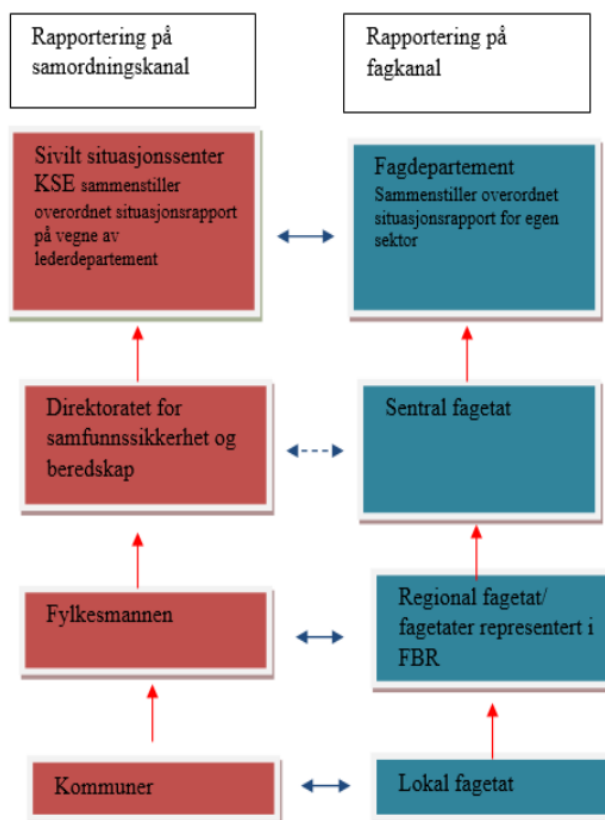 Rapportering på
samordningskanal
Rapportering på
fagkanal
Sivilt situasjonssenter
KSE sammenstiller
overordnet situasjonsrapport
på vegne av
lederdepartement
Fagdepartement
Sammenstiller overordnet
situasjonsrapport for egen
sektor
Direktoratet for
samfunnssikkerhet og
beredskap
Sentral fagetat
Fylkesmannen
Regional fagetat/
fagetater representert i
FBR
Kommuner
Lokal fagetat